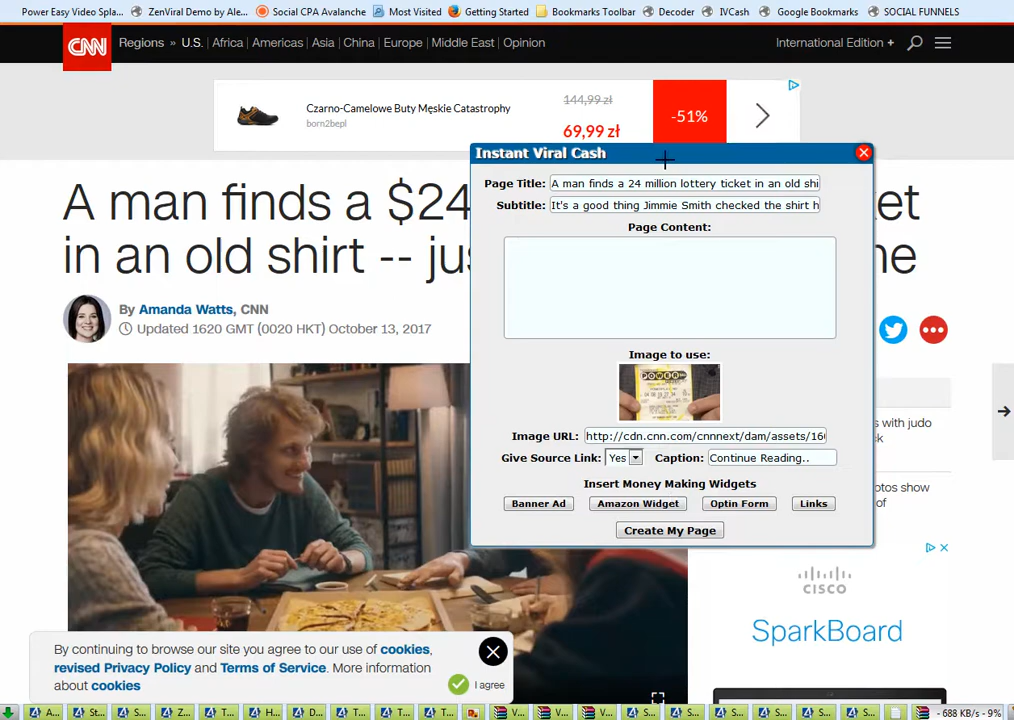 Power Easy Video Spla... ZenViral Demo by Ale... Social CPA Avalanche Most Visited Getting Started Bookmarks Toolbar Decoder IVCash Google Bookmarks SOCIAL FUNNELS
CNN Regions » U.S. | Africa | Americas | Asia | China | Europe | Middle East | Opinion International Edition +
Czarno-Camelowe Buty Męskie Catastrophy
born2bepl
144,99 zł
69,99 zł
-51%
A man finds a $24 ket
in an old shirt -- jus me
By Amanda Watts, CNN
Updated 1620 GMT (0020 HKT) October 13, 2017
Instant Viral Cash
Page Title: A man finds a 24 million lottery ticket in an old shi
Subtitle: It's a good thing Jimmie Smith checked the shirt h
Page Content:
Image to use:
POWER
Image URL: http://cdn.cnn.com/cnnnext/dam/assets/160
Give Source Link: Yes Caption: Continue Reading..
Insert Money Making Widgets
Banner Ad Amazon Widget Optin Form Links
Create My Page
with judo
k
otos show
of
cisco
SparkBoard
By continuing to browse our site you agree to our use of cookies,
revised Privacy Policy and Terms of Service. More information
about cookies
I agree
A... St... S... Z... T... H... D... T... T... T... V... V... V... S... S... S... S... S... S... - 688 KB/s - 9%